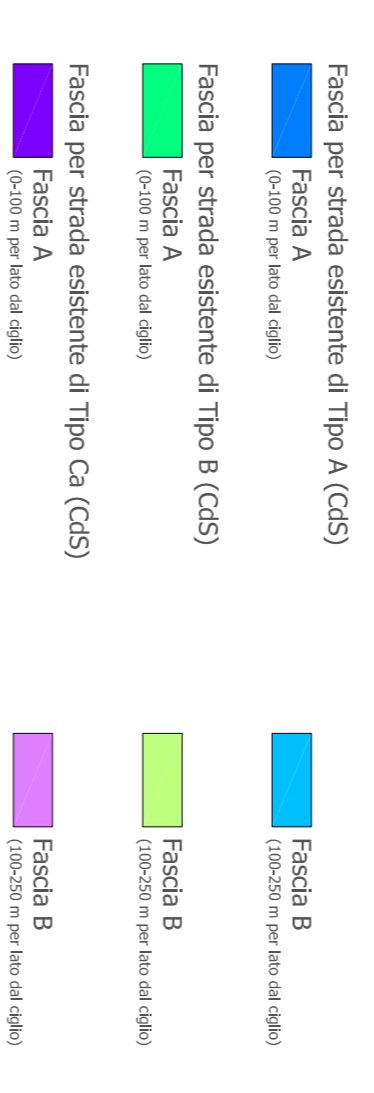 Fascia per strada esistente di Tipo A (CdS)
Fascia A
(0-100 m per lato dal ciglio)
Fascia B
(100-250 m per lato dal ciglio)
Fascia per strada esistente di Tipo B (CdS)
Fascia A
(0-100 m per lato dal ciglio)
Fascia B
(100-250 m per lato dal ciglio)
Fascia per strada esistente di Tipo Ca (CdS)
Fascia A
(0-100 m per lato dal ciglio)
Fascia B
(100-250 m per lato dal ciglio)